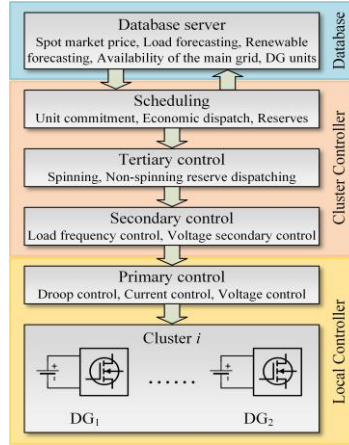 Database server
Spot market price, Load forecasting, Renewable
forecasting, Availability of the main grid, DG units
Database
Scheduling
Unit commitment, Economic dispatch, Reserves
Tertiary control
Spinning, Non-spinning reserve dispatching
Secondary control
Load frequency control, Voltage secondary control
Cluster Controller
Primary control
Droop control, Current control, Voltage control
Cluster i
......
DG₁
DG₂
Local Controller